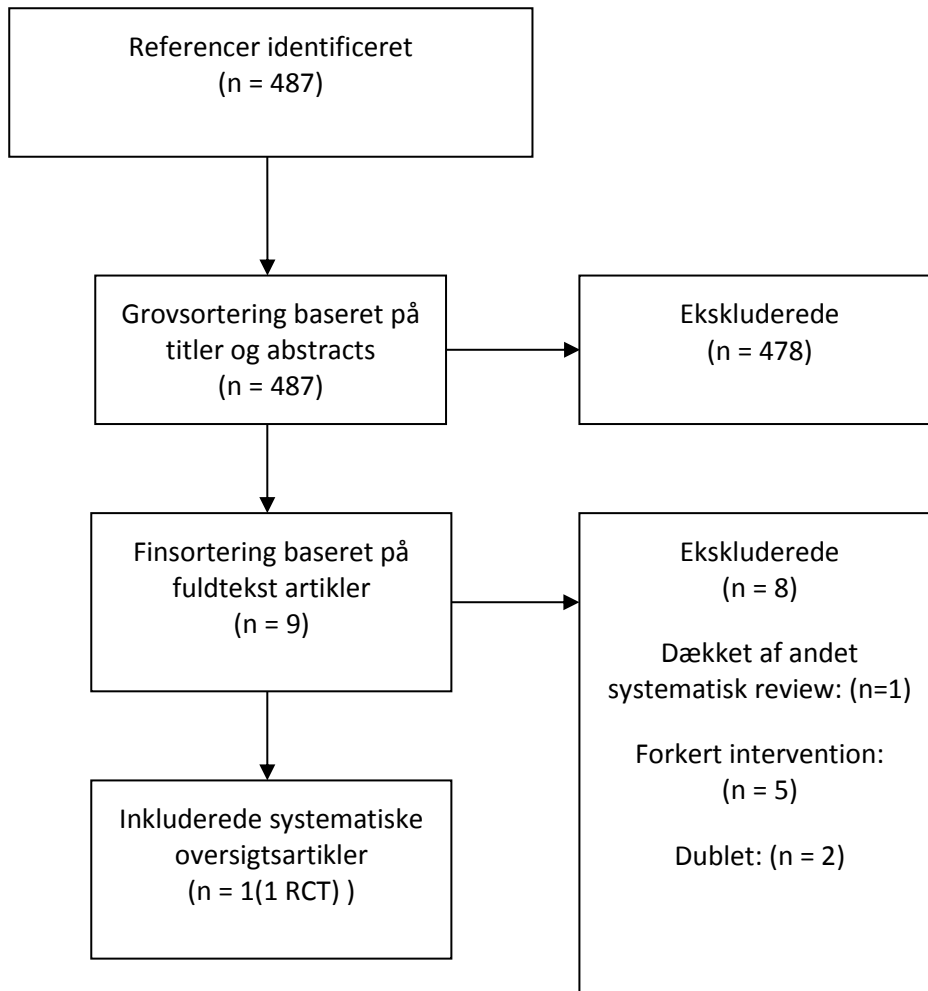 Referencer identificeret
(n = 487)
Grovsortering baseret på
titler og abstracts
(n = 487)
Ekskluderede
(n = 478)
Finsortering baseret på
fuldtekst artikler
(n = 9)
Ekskluderede
(n = 8)
Dækket af andet
systematisk review: (n=1)
Forkert intervention:
(n = 5)
Dublet: (n = 2)
Inkluderede systematiske
oversigtsartikler
(n = 1(1 RCT) )